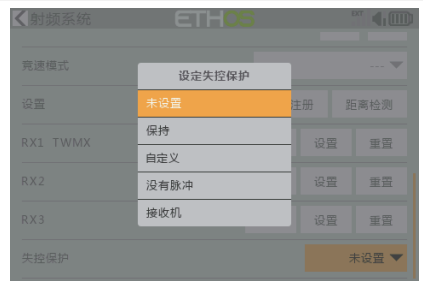 射频系统 ETHOS EXT
竞速模式 ---
设定失控保护
未设置
保持
自定义
没有脉冲
接收机
设置 注册 距离检测
RX1 TWMX 设置 重置
RX2 设置 重置
RX3 设置 重置
失控保护 未设置